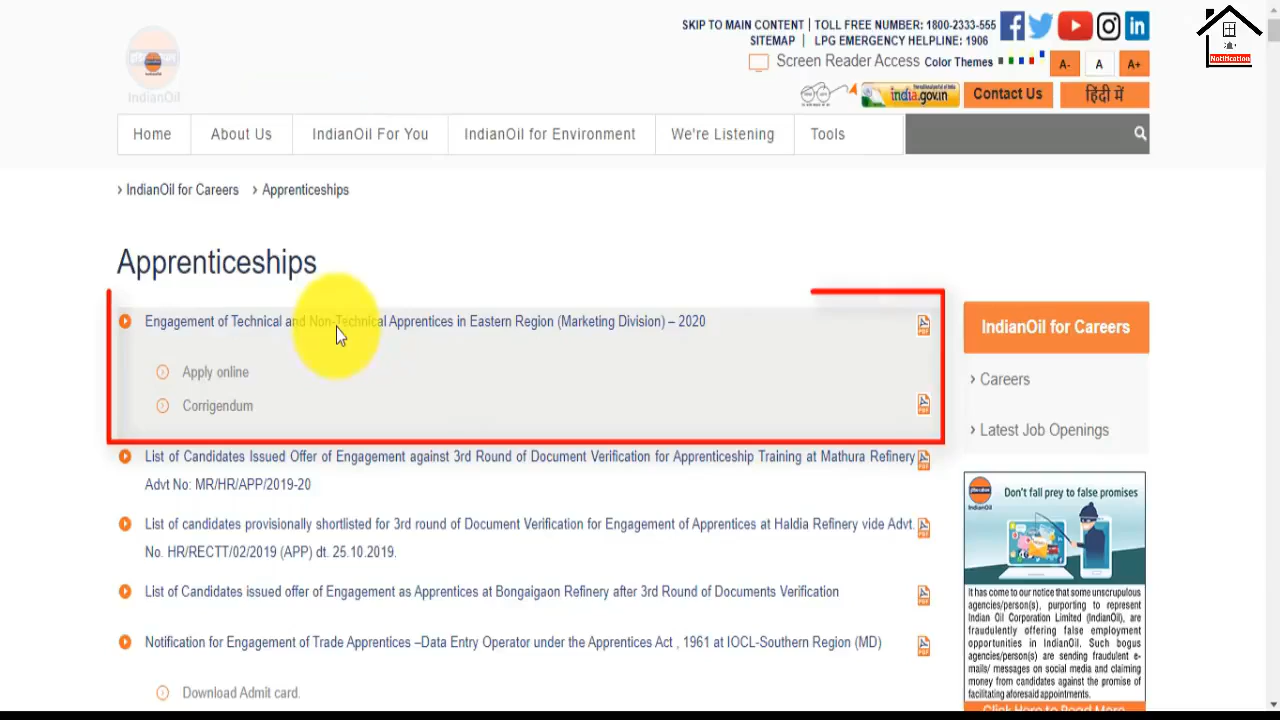 SKIP TO MAIN CONTENT | TOLL FREE NUMBER: 1800-2333-555
SITEMAP | LPG EMERGENCY HELPLINE: 1906
Screen Reader Access Color Themes A- A A+
india.gov.in Contact Us हिंदी में
Notification
IndianOil
Home About Us IndianOil For You IndianOil for Environment We're Listening Tools
› IndianOil for Careers › Apprenticeships
Apprenticeships
Engagement of Technical and Non-Technical Apprentices in Eastern Region (Marketing Division) – 2020
Apply online
Corrigendum
List of Candidates Issued Offer of Engagement against 3rd Round of Document Verification for Apprenticeship Training at Mathura Refinery
Advt No: MR/HR/APP/2019-20
List of candidates provisionally shortlisted for 3rd round of Document Verification for Engagement of Apprentices at Haldia Refinery vide Advt.
No. HR/RECTT/02/2019 (APP) dt. 25.10.2019.
List of Candidates issued offer of Engagement as Apprentices at Bongaigaon Refinery after 3rd Round of Documents Verification
Notification for Engagement of Trade Apprentices –Data Entry Operator under the Apprentices Act , 1961 at IOCL-Southern Region (MD)
Download Admit card.
IndianOil for Careers
› Careers
› Latest Job Openings
IndianOil
Don't fall prey to false promises
It has come to our notice that some unscrupulous
agencies/person(s), purporting to represent
Indian Oil Corporation Limited (IndianOil), are
fraudulently offering false employment
opportunities in IndianOil. Such bogus
agencies/person(s) are sending fraudulent e-
mails/ messages on social media and claiming
money from candidates against the promise of
facilitating aforesaid appointments.
Click Here to Read More